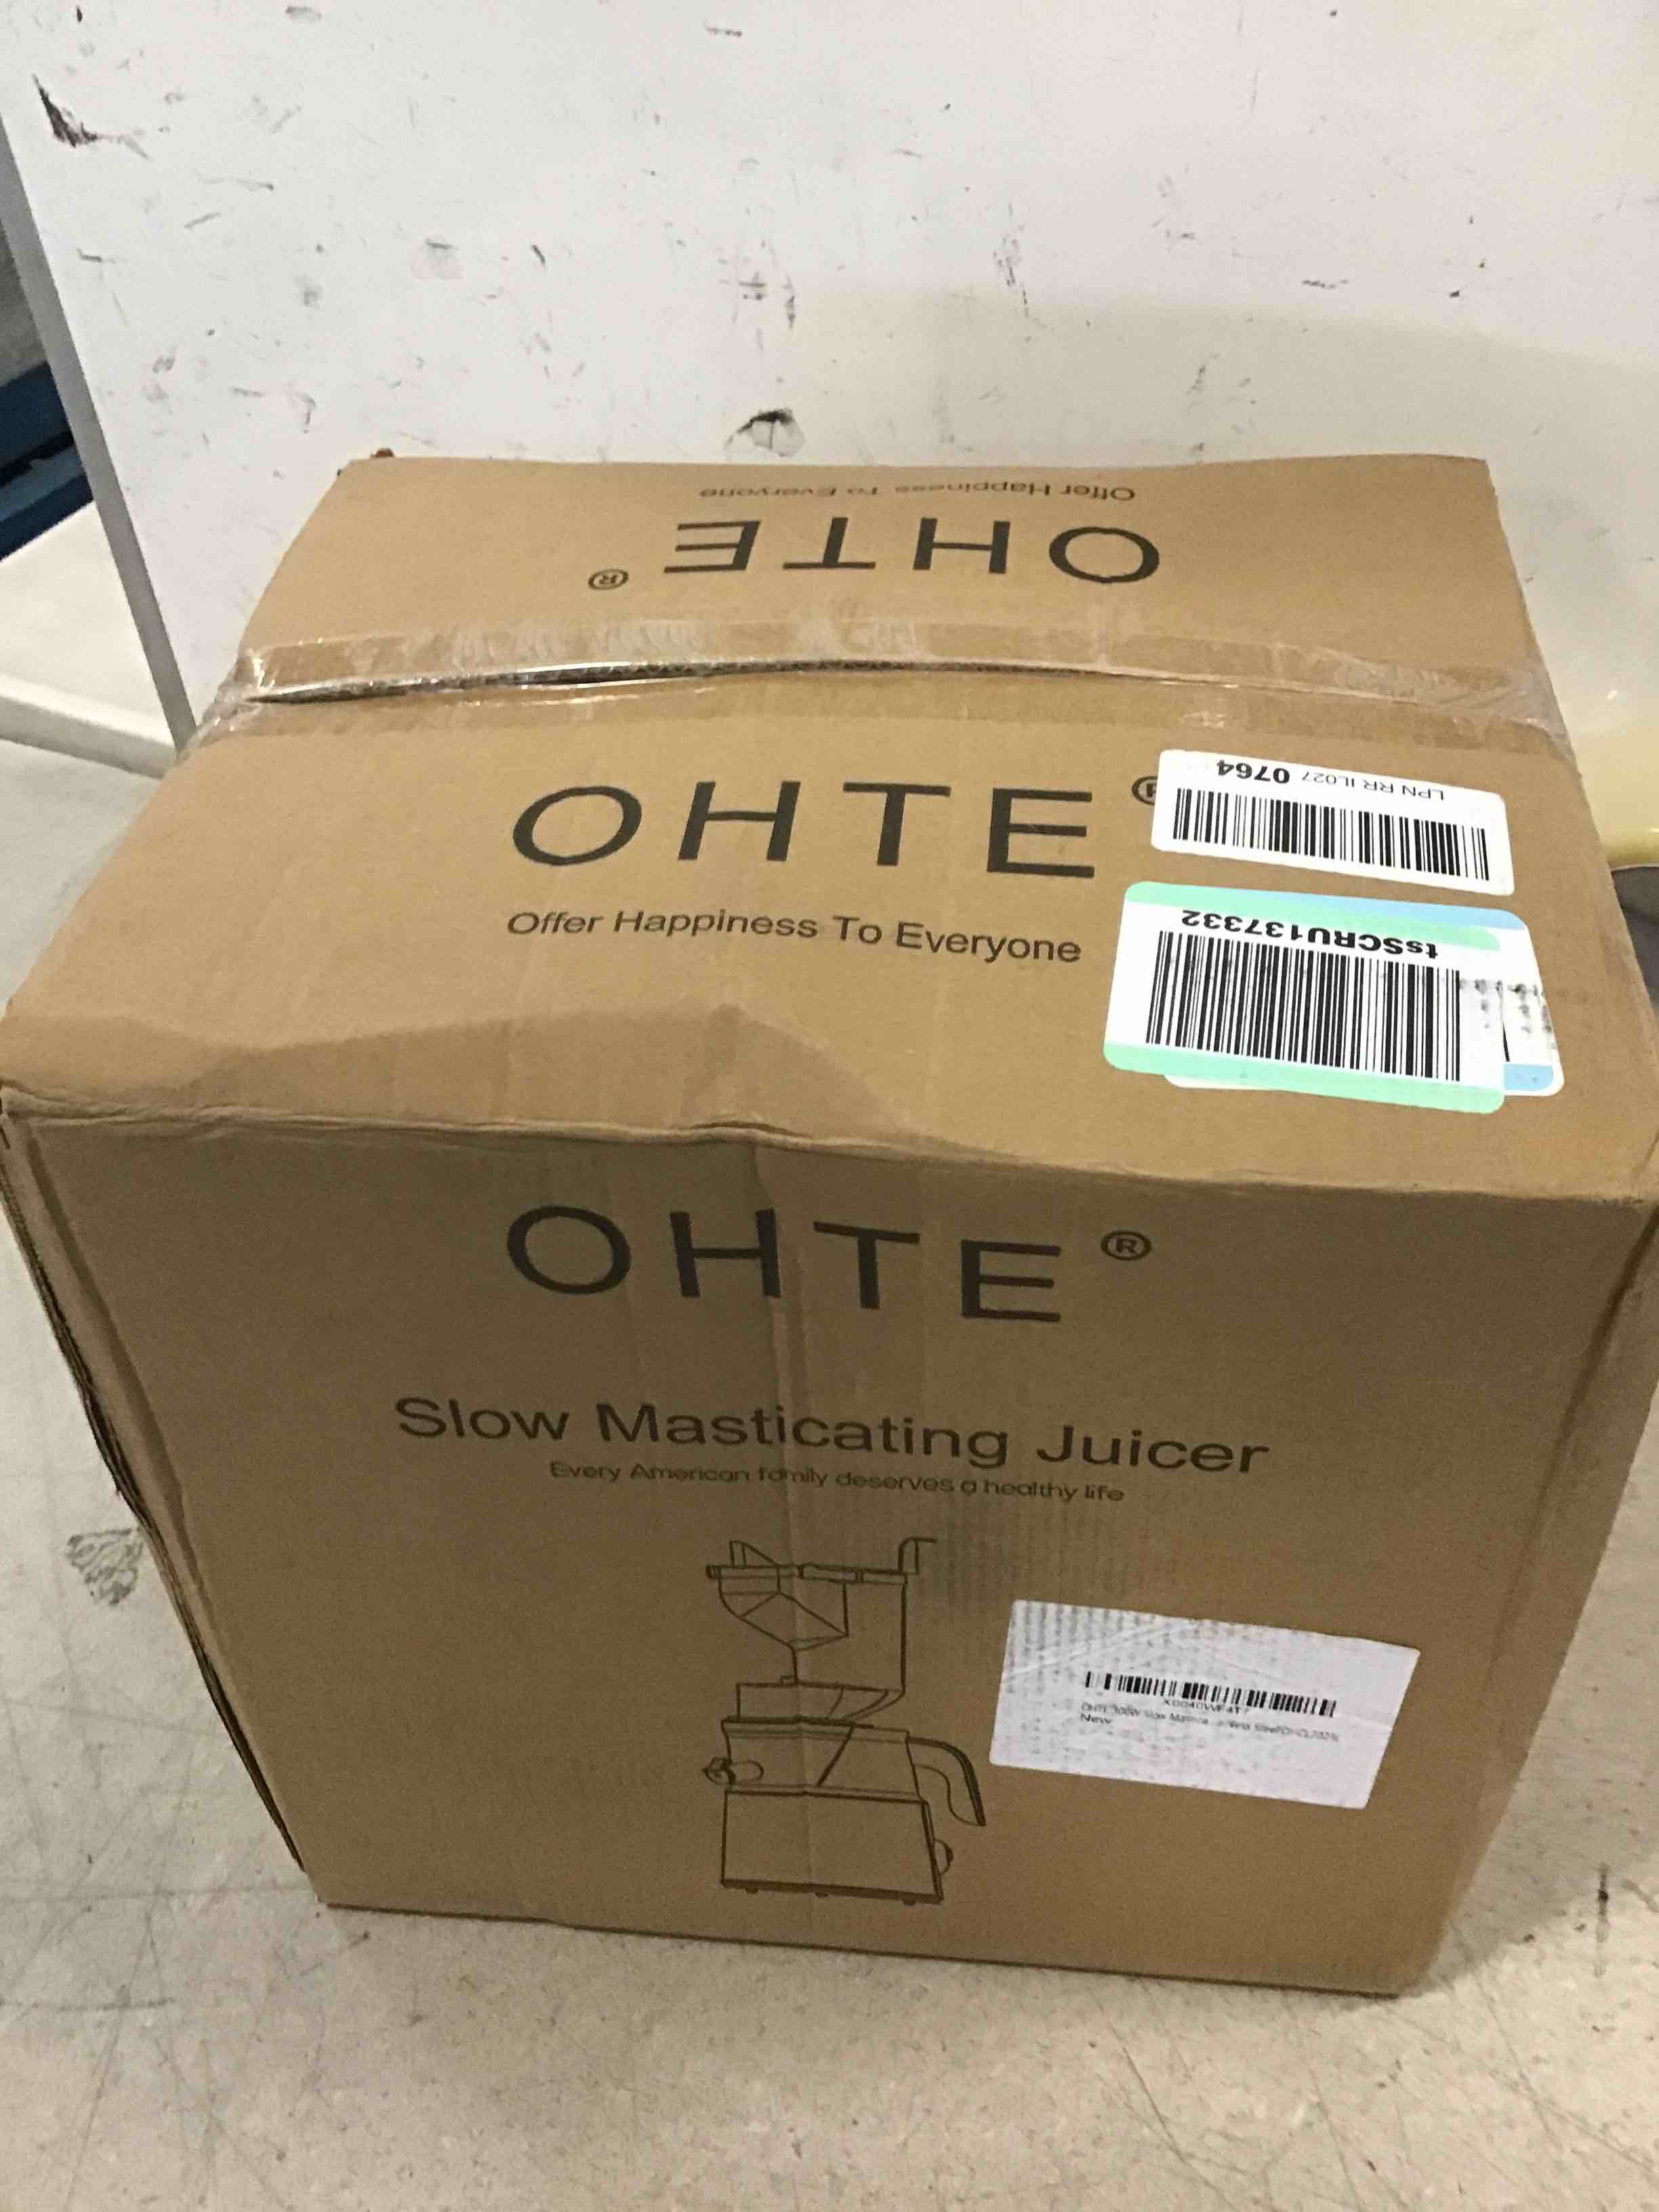 Offer Happiness To Everyone
OHTE®
OHTE®
Offer Happiness To Everyone
LPN RR IL027 0764
tsSCRU137332
OHTE®
Slow Masticating Juicer
Every American family deserves a healthy life
New